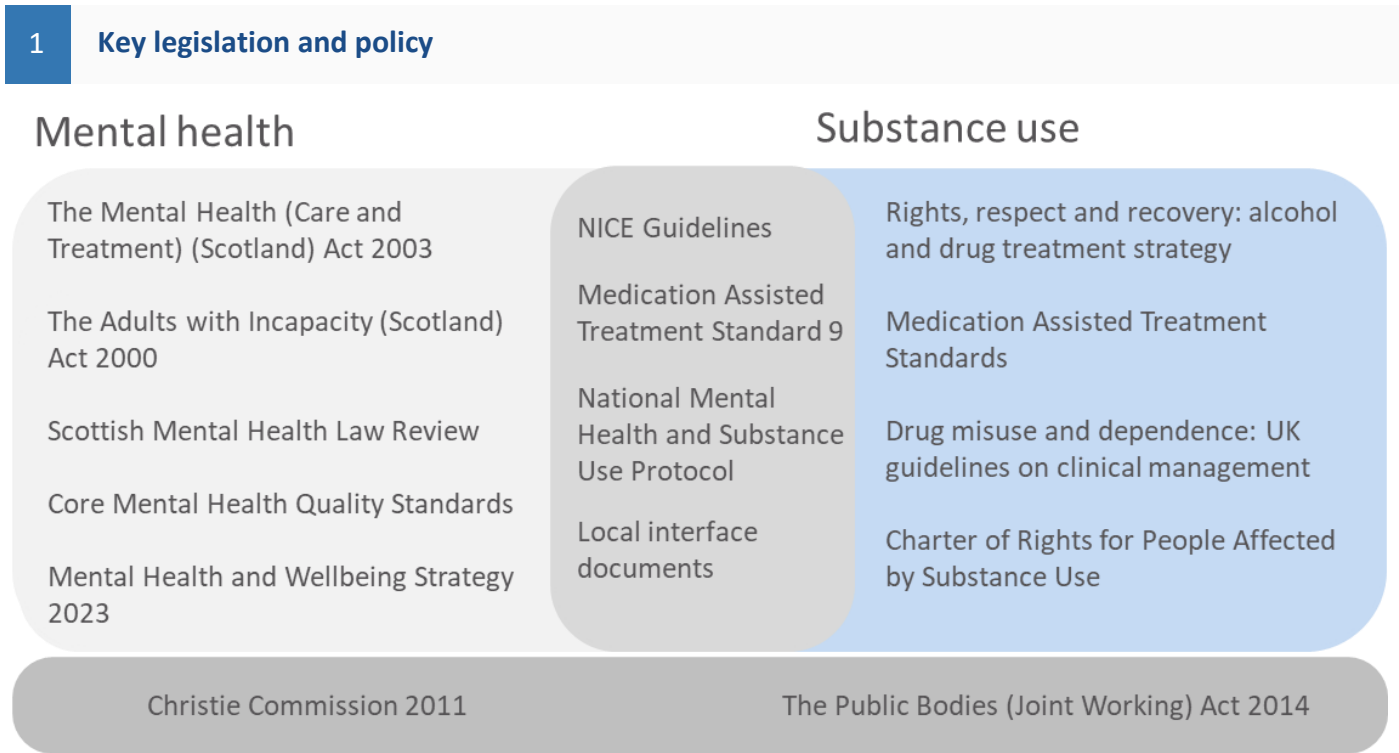 1
Key legislation and policy
Mental health
The Mental Health (Care and
Treatment) (Scotland) Act 2003
The Adults with Incapacity (Scotland)
Act 2000
Scottish Mental Health Law Review
Core Mental Health Quality Standards
Mental Health and Wellbeing Strategy
2023
NICE Guidelines
Medication Assisted
Treatment Standard 9
National Mental
Health and Substance
Use Protocol
Local interface
documents
Substance use
Rights, respect and recovery: alcohol
and drug treatment strategy
Medication Assisted Treatment
Standards
Drug misuse and dependence: UK
guidelines on clinical management
Charter of Rights for People Affected
by Substance Use
Christie Commission 2011
The Public Bodies (Joint Working) Act 2014